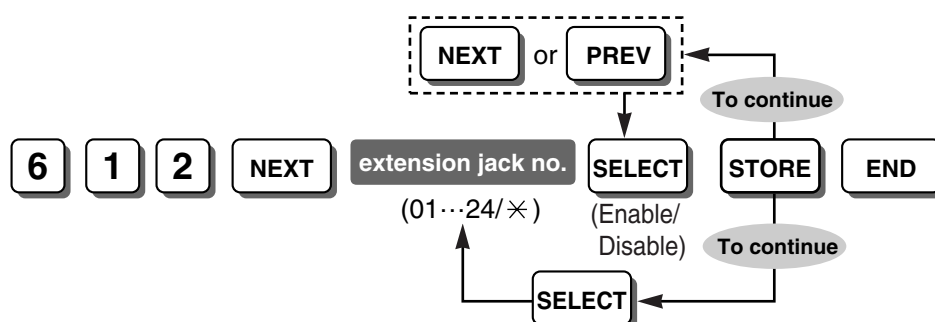 NEXT or PREV
To continue
6 1 2 NEXT extension jack no. SELECT STORE END
(01···24/✳) (Enable/
Disable)
To continue
SELECT